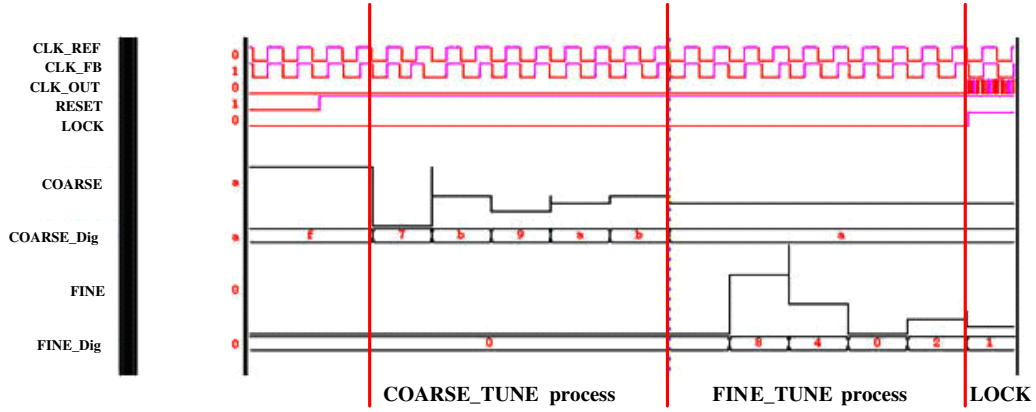 CLK_REF 0
CLK_FB 1
CLK_OUT 0
RESET 1
LOCK 0
COARSE a
COARSE_Dig a f 7 b 9 a b a
FINE 0
FINE_Dig 0 0 8 4 0 2 1
COARSE_TUNE process FINE_TUNE process LOCK